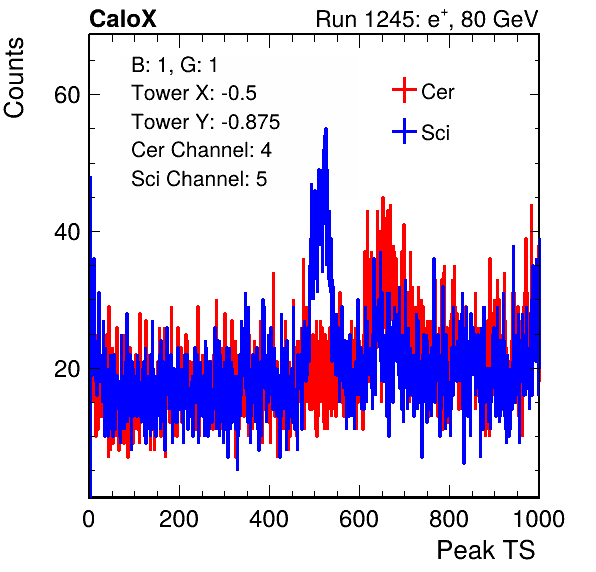 CaloX Run 1245: e⁺, 80 GeV
Counts
B: 1, G: 1
Tower X: -0.5
Tower Y: -0.875
Cer Channel: 4
Sci Channel: 5
Cer
Sci
60
40
20
0 200 400 600 800 1000
Peak TS